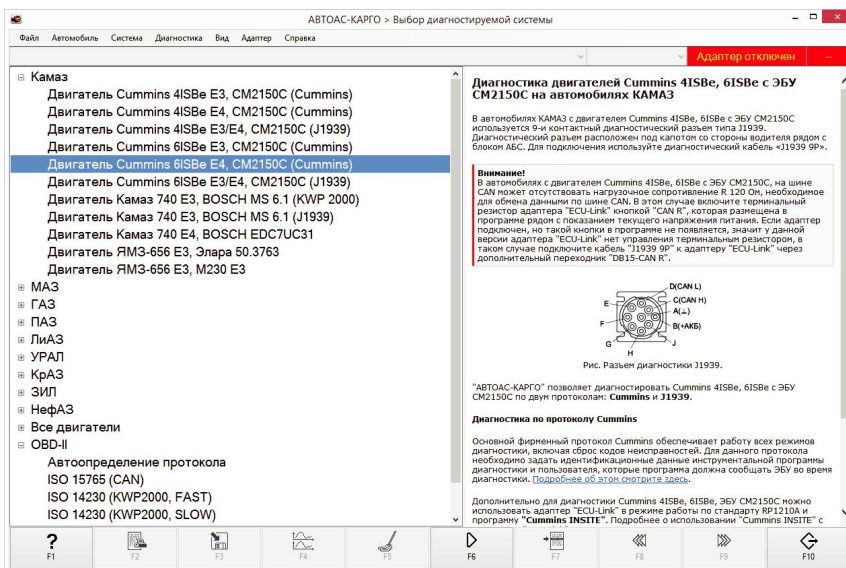 АВТОАС-КАРГО > Выбор диагностируемой системы
Файл Автомобиль Система Диагностика Вид Адаптер Справка
Адаптер отключен --
Камаз
Двигатель Cummins 4ISBe E3, CM2150C (Cummins)
Двигатель Cummins 4ISBe E4, CM2150C (Cummins)
Двигатель Cummins 4ISBe E3/E4, CM2150C (J1939)
Двигатель Cummins 6ISBe E3, CM2150C (Cummins)
Двигатель Cummins 6ISBe E4, CM2150C (Cummins)
Двигатель Cummins 6ISBe E3/E4, CM2150C (J1939)
Двигатель Камаз 740 E3, BOSCH MS 6.1 (KWP 2000)
Двигатель Камаз 740 E3, BOSCH MS 6.1 (J1939)
Двигатель Камаз 740 E4, BOSCH EDC7UC31
Двигатель ЯМЗ-656 E3, Элара 50.3763
Двигатель ЯМЗ-656 E3, М230 E3
МАЗ
ГАЗ
ПАЗ
ЛиАЗ
УРАЛ
КрАЗ
ЗИЛ
НефАЗ
Все двигатели
OBD-II
Автоопределение протокола
ISO 15765 (CAN)
ISO 14230 (KWP2000, FAST)
ISO 14230 (KWP2000, SLOW)
Диагностика двигателей Cummins 4ISBe, 6ISBe с ЭБУ
CM2150C на автомобилях КАМАЗ
В автомобилях КАМАЗ с двигателем Cummins 4ISBe, 6ISBe с ЭБУ CM2150C
используется 9-и контактный диагностический разъем типа J1939.
Диагностический разъем расположен под капотом со стороны водителя рядом с
блоком АБС. Для подключения используйте диагностический кабель «J1939 9P».
Внимание!
В автомобилях с двигателем Cummins 4ISBe, 6ISBe с ЭБУ CM2150C, на шине
CAN может отсутствовать нагрузочное сопротивление R 120 Ом, необходимое
для обмена данными по шине CAN. В этом случае включите терминальный
резистор адаптера "ECU-Link" кнопкой "CAN R", которая размещена в
программе рядом с показанием текущего напряжения питания. Если адаптер
подключен, но такой кнопки в программе не появляется, значит у данной
версии адаптера "ECU-Link" нет управления терминальным резистором, в
таком случае подключите кабель "J1939 9P" к адаптеру "ECU-Link" через
дополнительный переходник "DB15-CAN R".
D(CAN L)
E
C(CAN H)
A(⊥)
F
B(+АКБ)
G
J
H
Рис. Разъем диагностики J1939.
"АВТОАС-КАРГО" позволяет диагностировать Cummins 4ISBe, 6ISBe с ЭБУ
CM2150C по двум протоколам: Cummins и J1939.
Диагностика по протоколу Cummins
Основной фирменный протокол Cummins обеспечивает работу всех режимов
диагностики, включая сброс кодов неисправностей. Для данного протокола
необходимо задать идентификационные данные инструментальной программы
диагностики и пользователя, которые программа должна сообщать ЭБУ во время
диагностики. Подробнее об этом смотрите здесь.
Дополнительно для диагностики Cummins 4ISBe, 6ISBe, ЭБУ CM2150C можно
использовать адаптер "ECU-Link" в режиме работы по стандарту RP1210A и
программу "Cummins INSITE". Подробнее о использовании "Cummins INSITE" с
? F1 F2 F3 F4 F5 F6 F7 F8 F9 F10